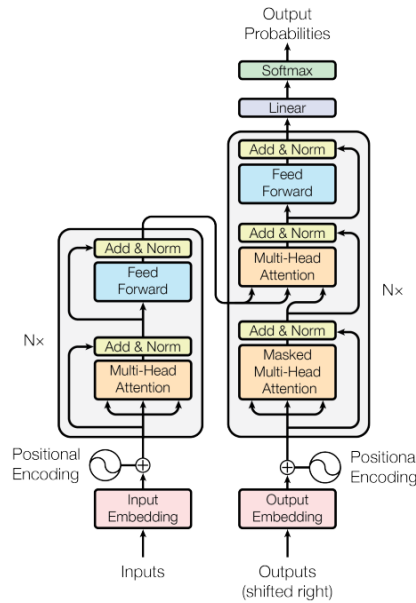 Output
Probabilities
Softmax
Linear
Add & Norm
Feed
Forward
Add & Norm
Multi-Head
Attention
Nx
Add & Norm
Masked
Multi-Head
Attention
Add & Norm
Feed
Forward
Nx
Add & Norm
Multi-Head
Attention
Positional
Encoding
Positiona
Encoding
Input
Embedding
Output
Embedding
Inputs
Outputs
(shifted right)